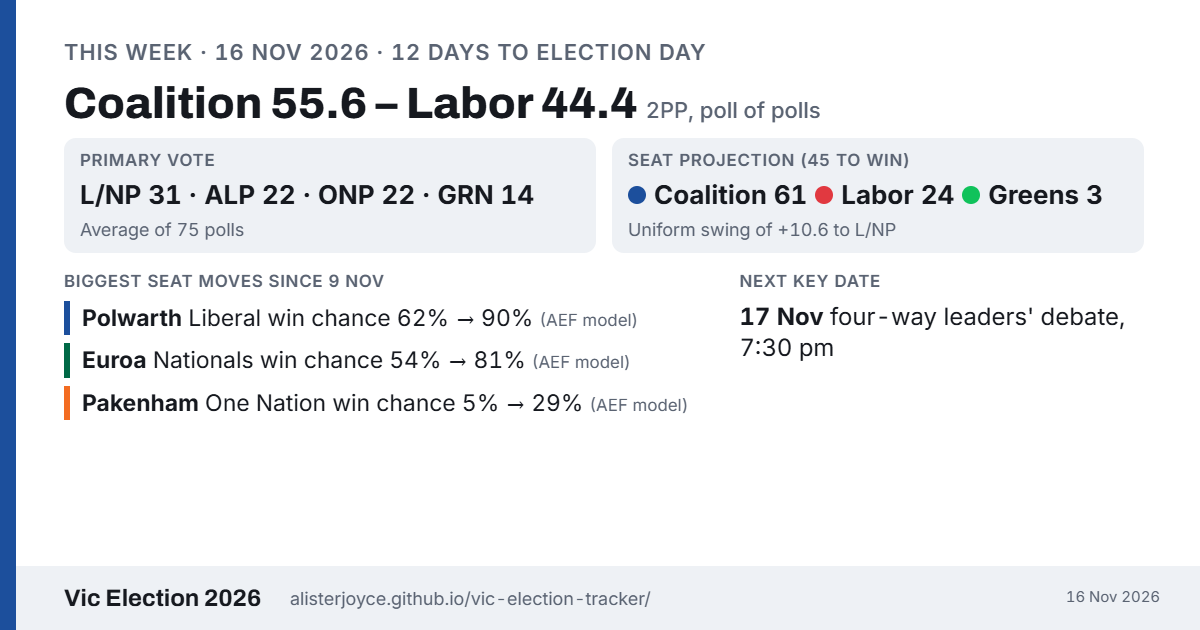 THIS WEEK · 16 NOV 2026 · 12 DAYS TO ELECTION DAY
Coalition 55.6 – Labor 44.4 2PP, poll of polls
PRIMARY VOTE
L/NP 31 · ALP 22 · ONP 22 · GRN 14
Average of 75 polls
SEAT PROJECTION (45 TO WIN)
Coalition 61 Labor 24 Greens 3
Uniform swing of +10.6 to L/NP
BIGGEST SEAT MOVES SINCE 9 NOV
Polwarth Liberal win chance 62% → 90% (AEF model)
Euroa Nationals win chance 54% → 81% (AEF model)
Pakenham One Nation win chance 5% → 29% (AEF model)
NEXT KEY DATE
17 Nov four-way leaders' debate,
7:30 pm
Vic Election 2026 alisterjoyce.github.io/vic-election-tracker/ 16 Nov 2026